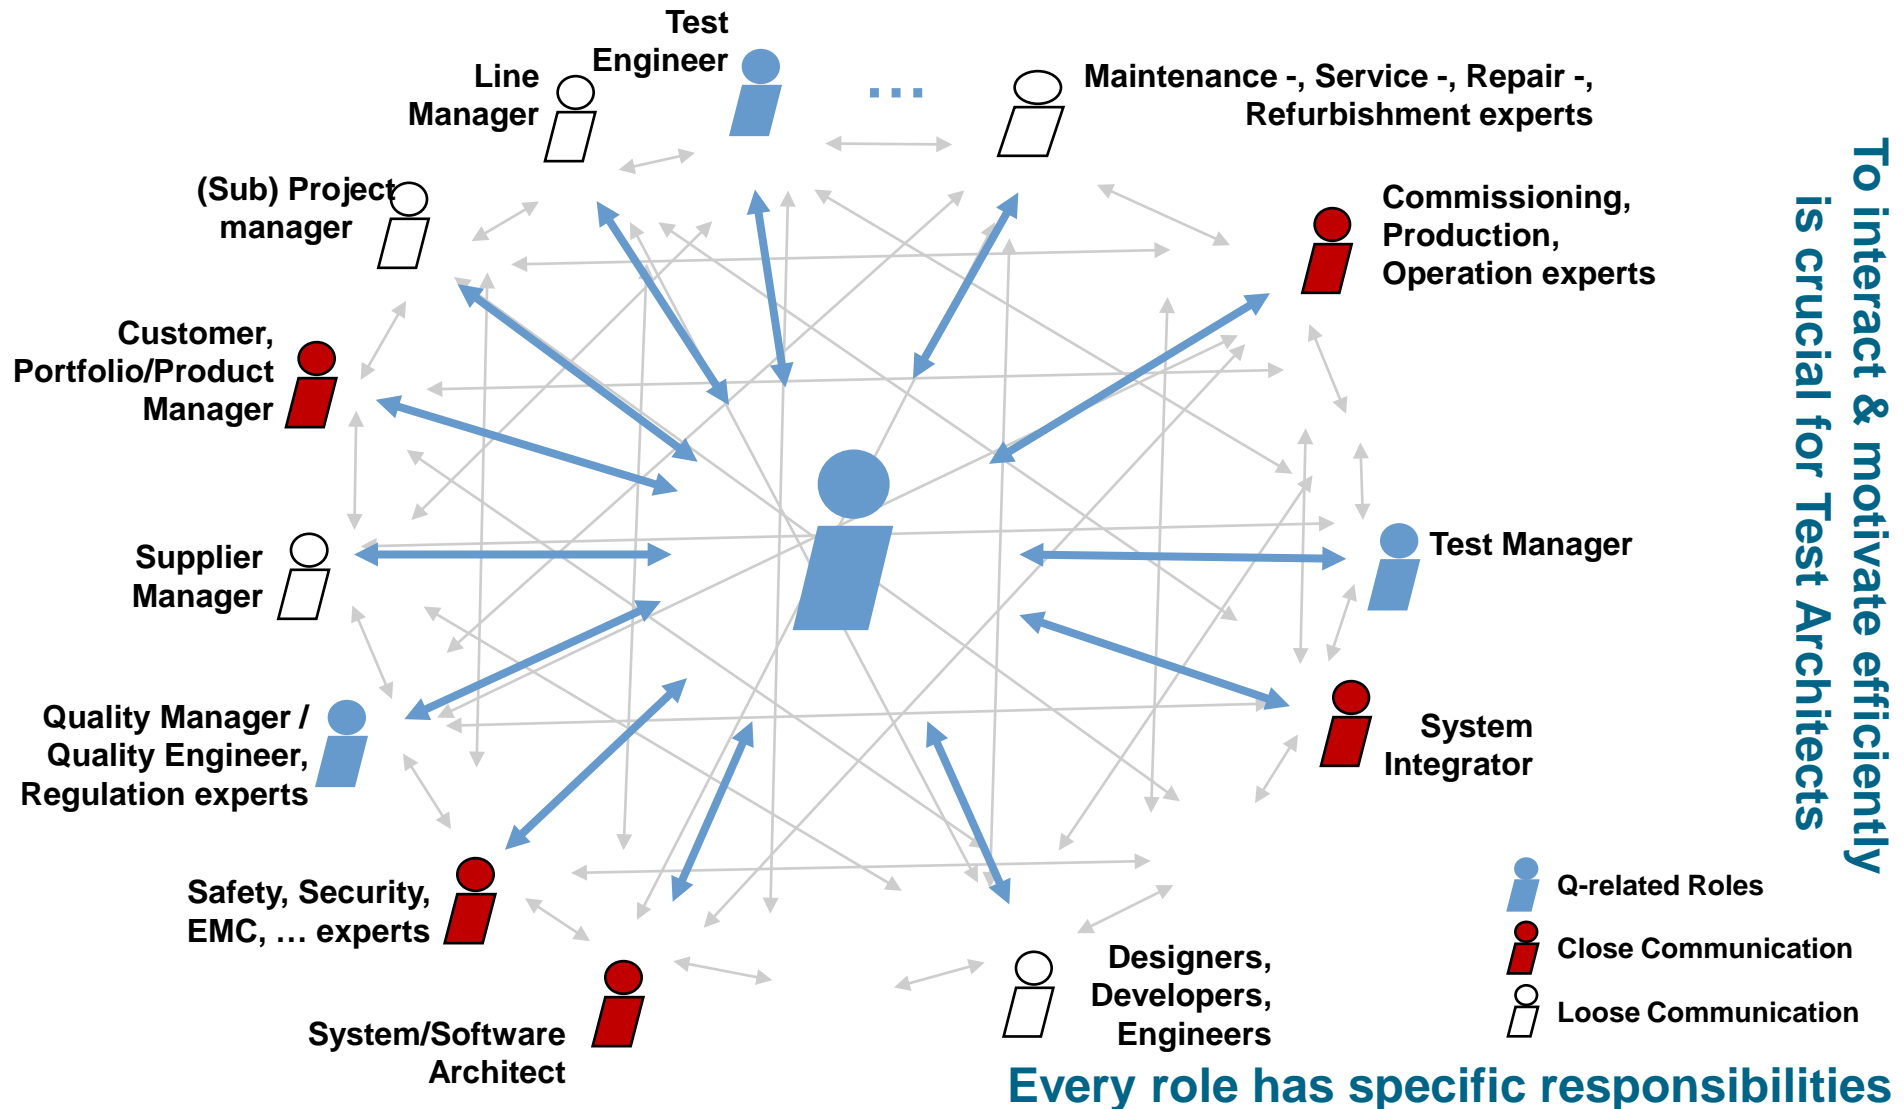 Test
Engineer
...
Line
Manager
Maintenance -, Service -, Repair -,
Refurbishment experts
(Sub) Project
manager
Commissioning,
Production,
Operation experts
Customer,
Portfolio/Product
Manager
Supplier
Manager
Test Manager
Quality Manager /
Quality Engineer,
Regulation experts
System
Integrator
Safety, Security,
EMC, … experts
System/Software
Architect
Designers,
Developers,
Engineers
Q-related Roles
Close Communication
Loose Communication
To interact & motivate efficiently
is crucial for Test Architects
Every role has specific responsibilities